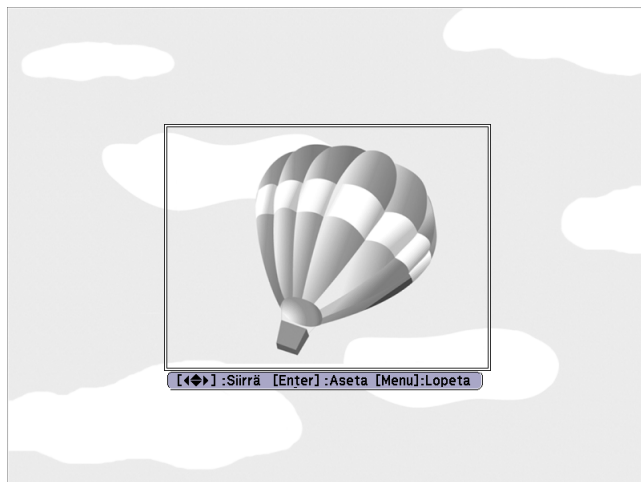 [◀◆▶] :Siirrä [Enter] :Aseta [Menu]:Lopeta